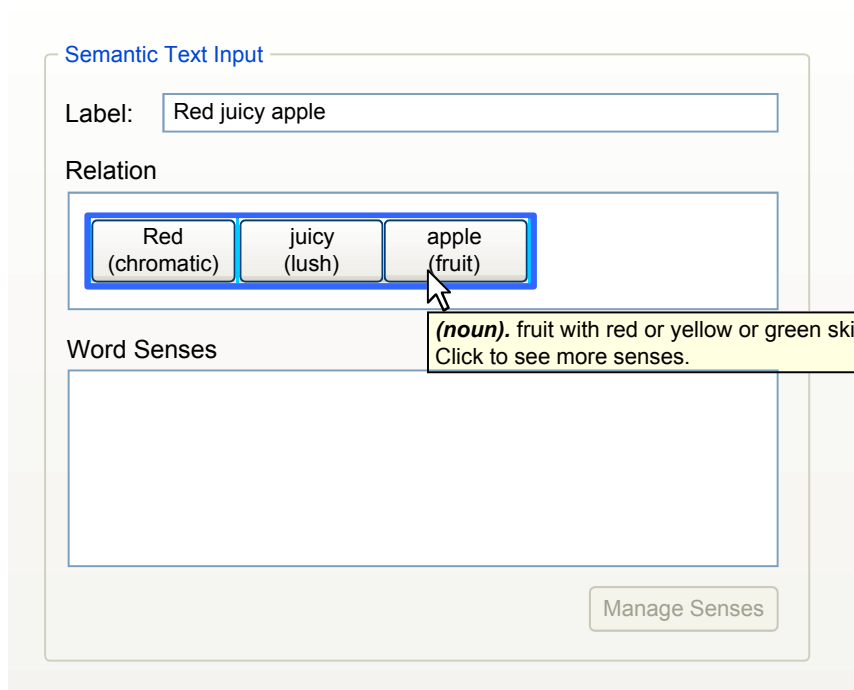 Semantic Text Input
Label: Red juicy apple
Relation
Red juicy apple
(chromatic) (lush) (fruit)
(noun). fruit with red or yellow or green ski
Click to see more senses.
Word Senses
Manage Senses